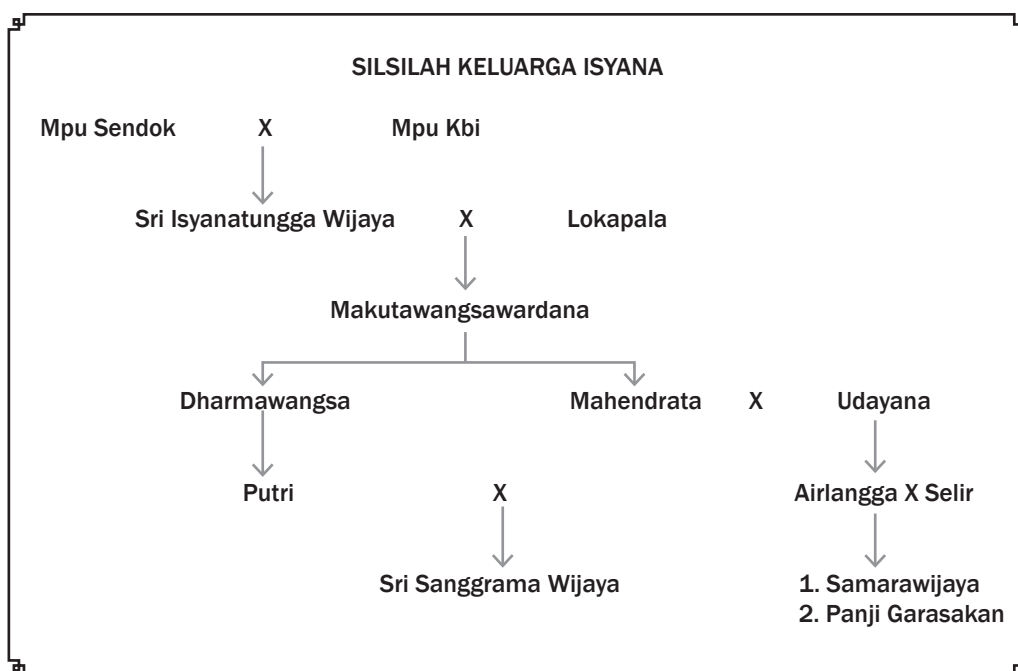 SILSILAH KELUARGA ISYANA
Mpu Sendok X Mpu Kbi
Sri Isyanatungga Wijaya X Lokapala
Makutawangsawardana
Dharmawangsa Mahendrata X Udayana
Putri X Airlangga X Selir
Sri Sanggrama Wijaya 1. Samarawijaya
2. Panji Garasakan